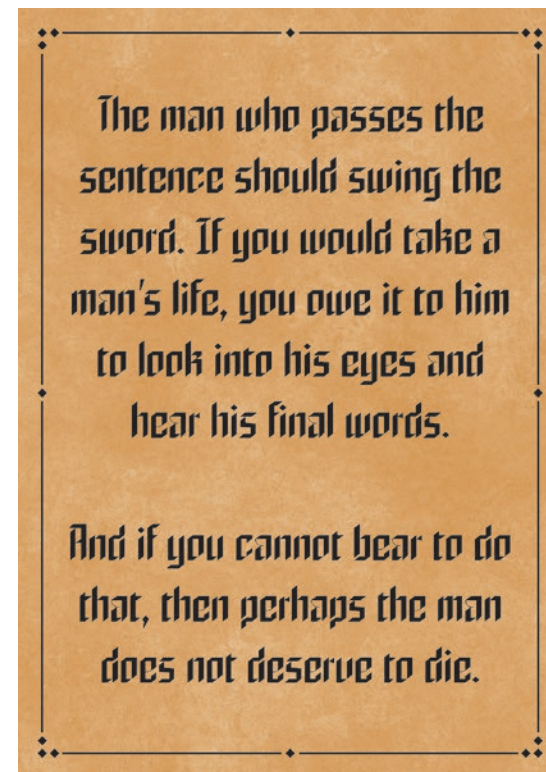 The man who passes the
sentence should swing the
sword. If you would take a
man's life, you owe it to him
to look into his eyes and
hear his final words.
And if you cannot bear to do
that, then perhaps the man
does not deserve to die.